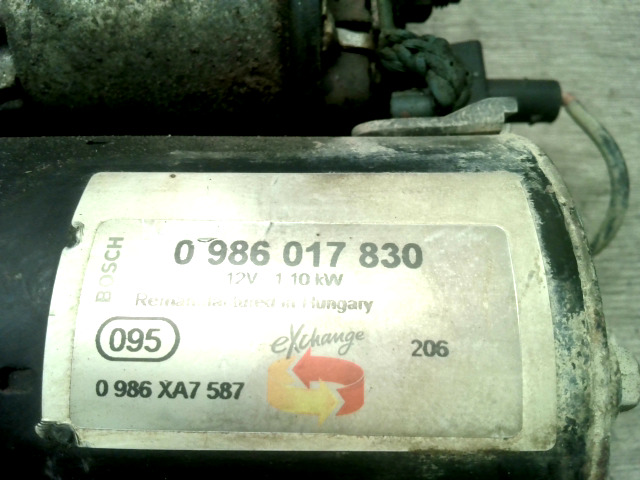 BOSCH
0 986 017 830
12V 1.10 kW
Remanufactured in Hungary
095
eXchange
206
0 986 XA7 587